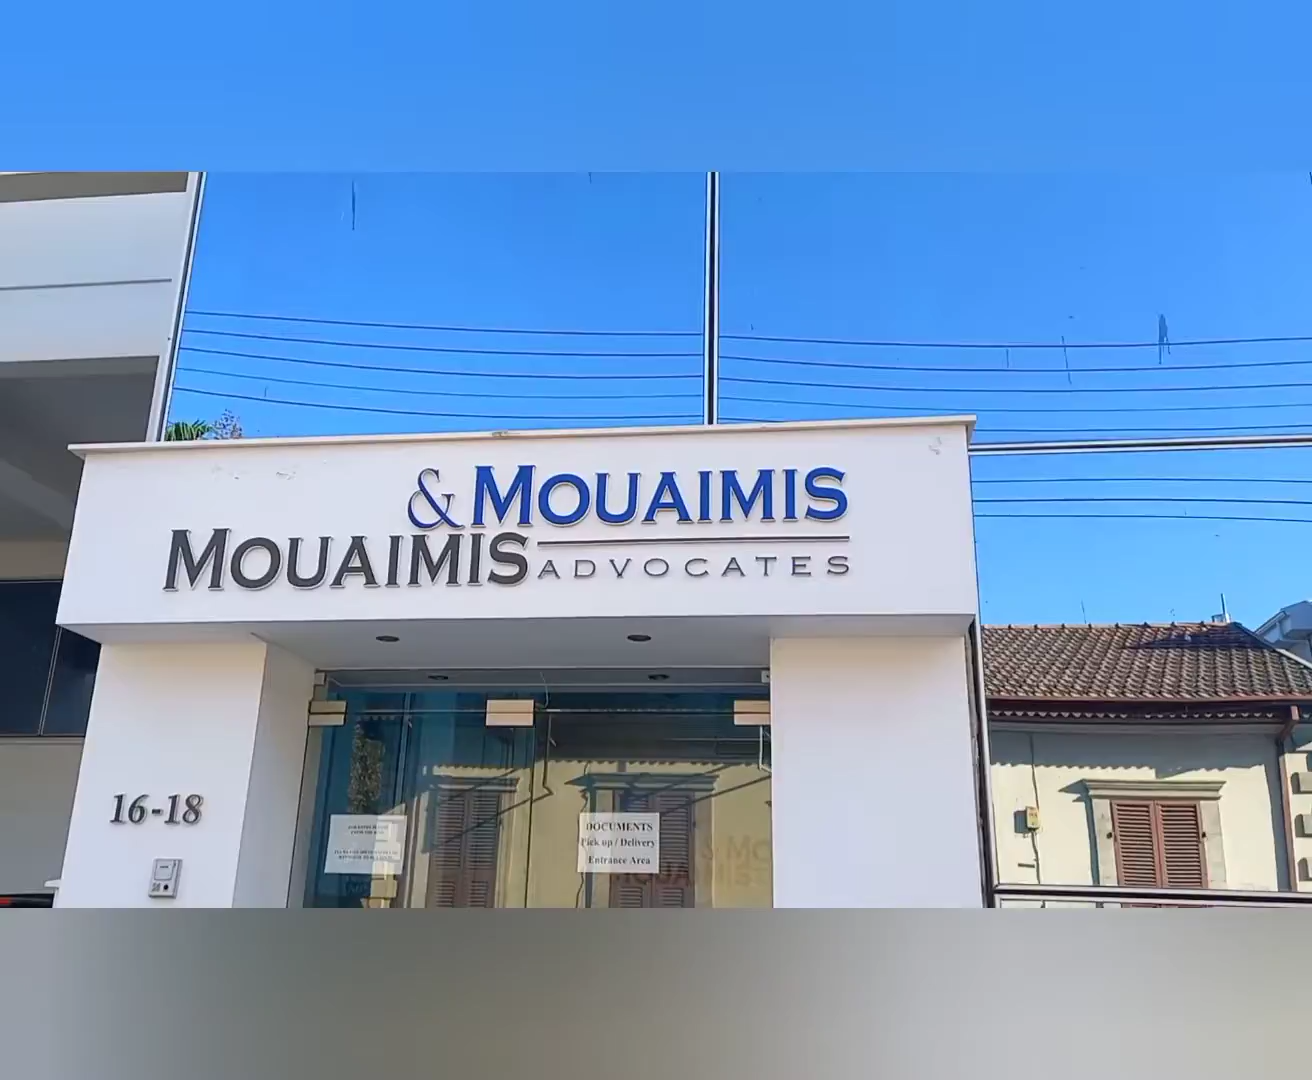 & MOUAIMIS
MOUAIMIS
ADVOCATES
16-18
DOCUMENTS
Pick up / Delivery
Entrance Area